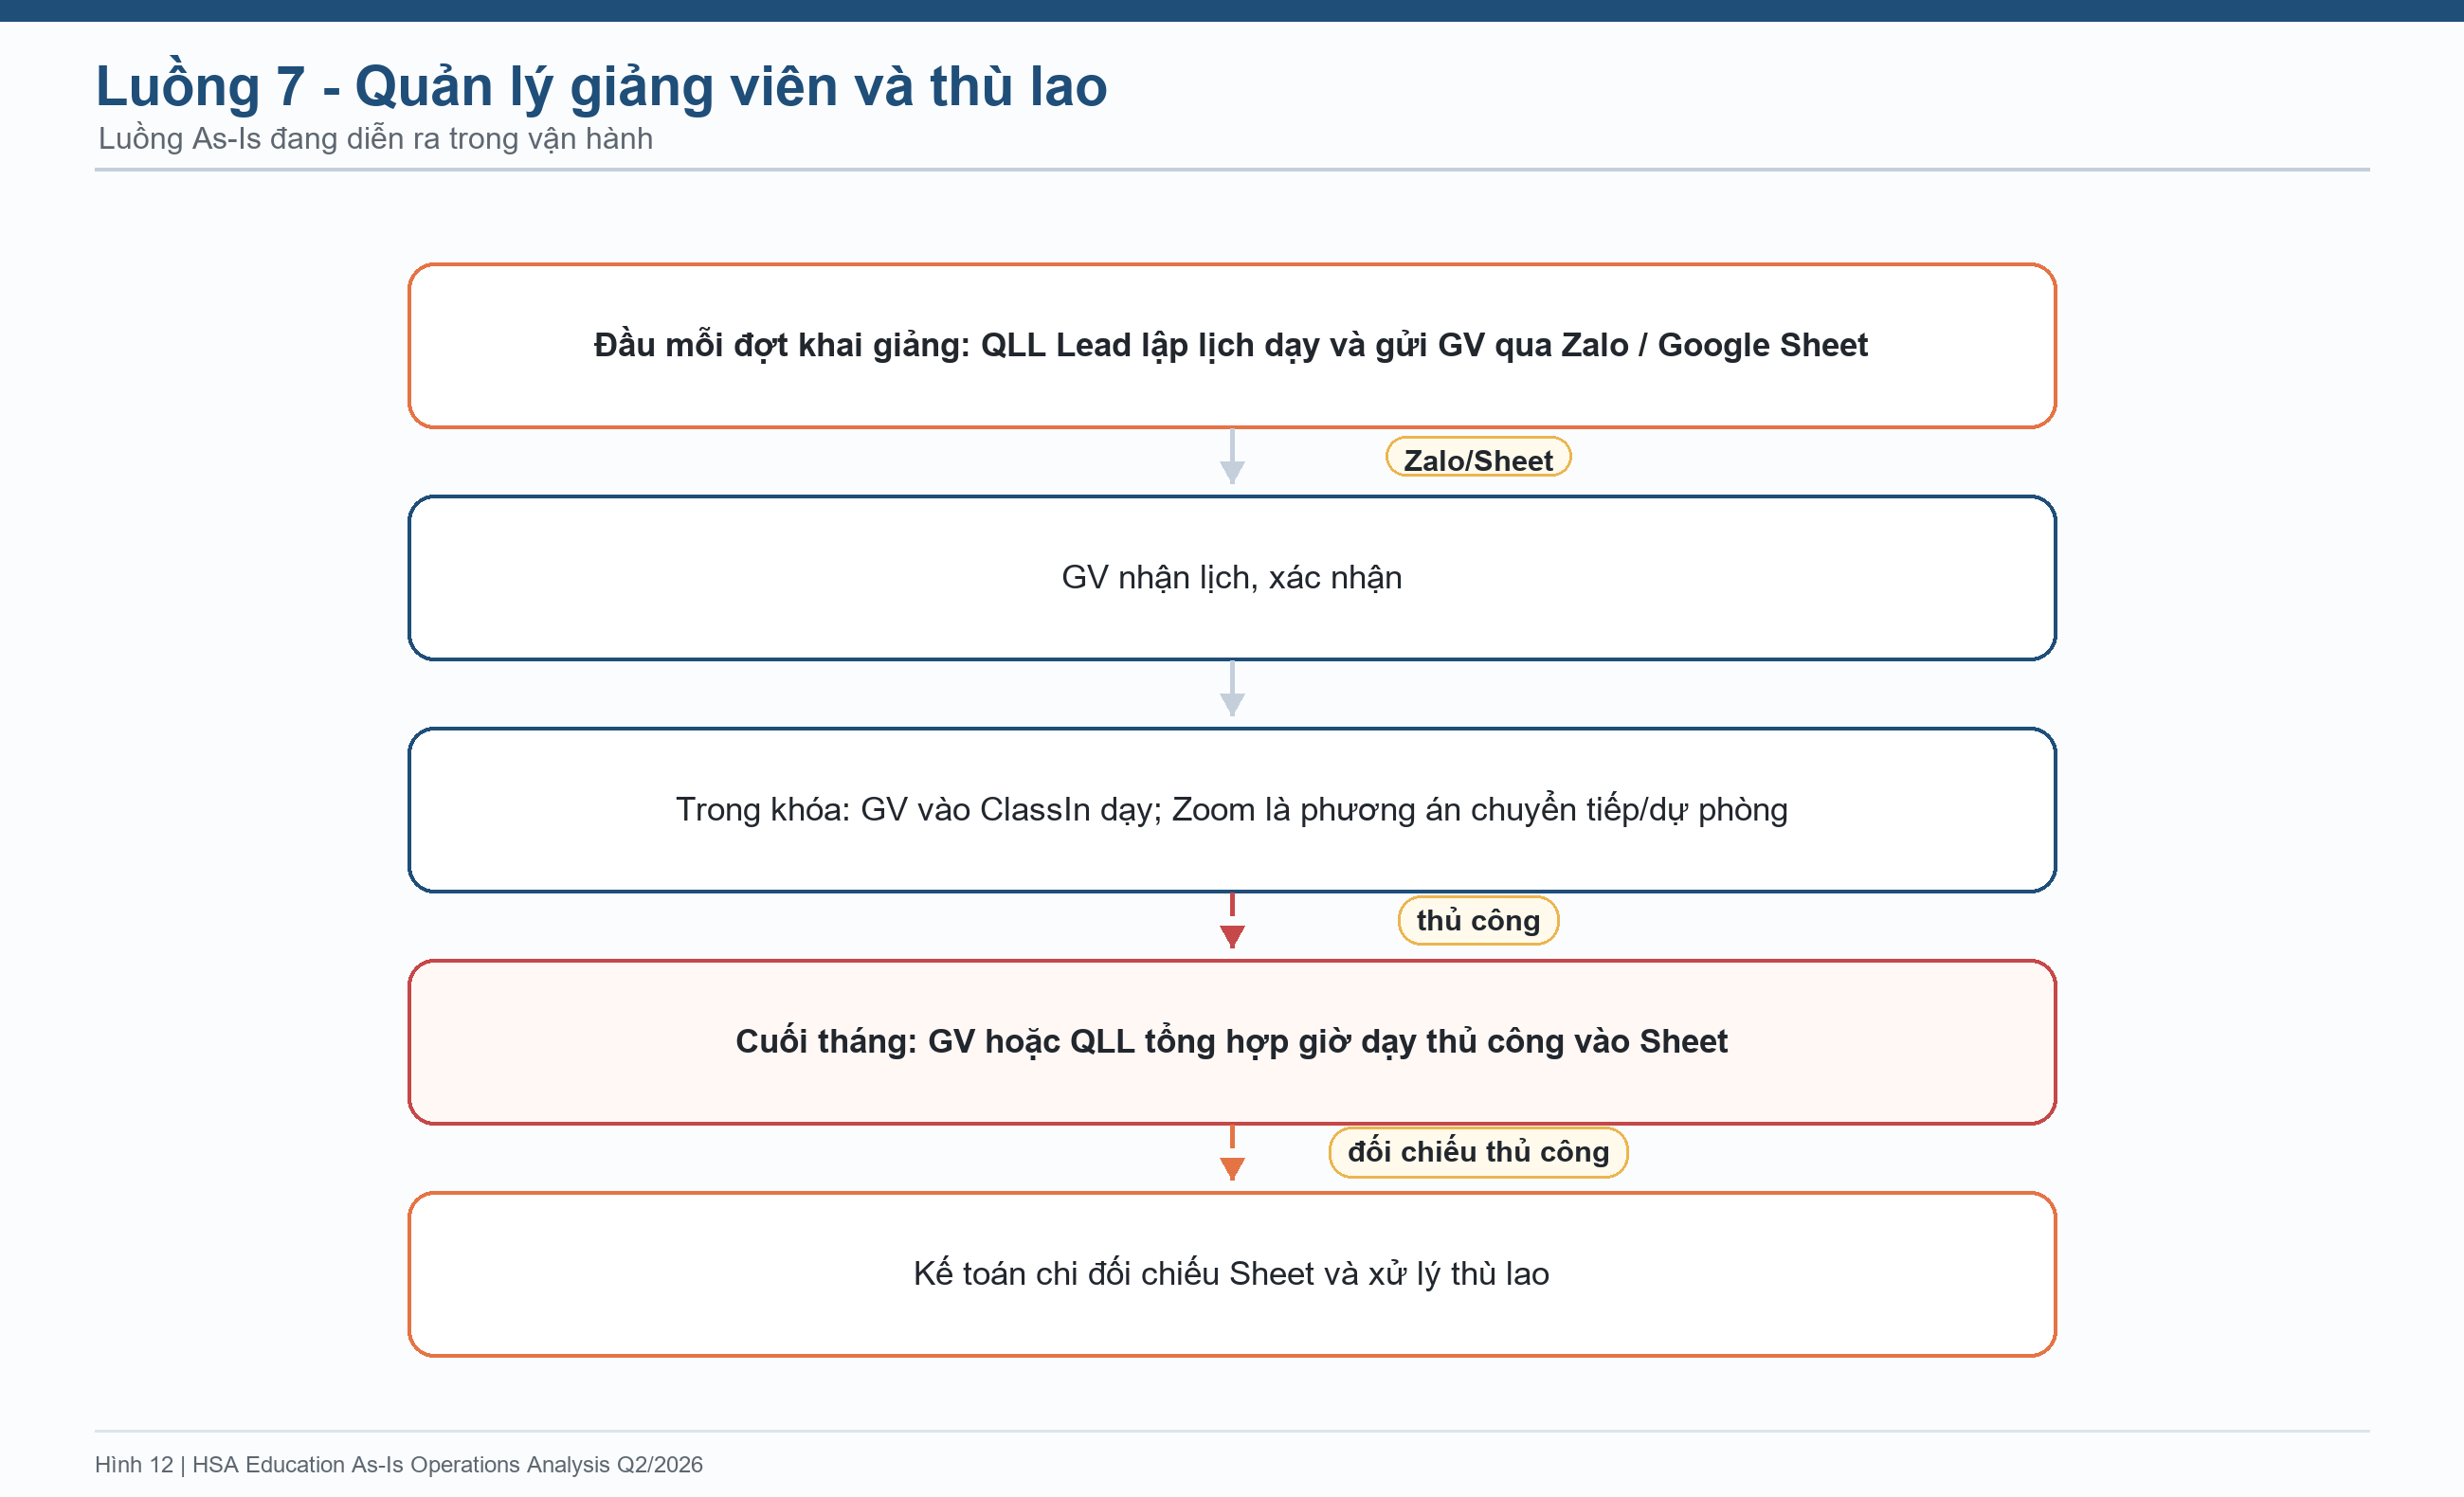 Luồng 7 - Quản lý giảng viên và thù lao
Luồng As-Is đang diễn ra trong vận hành
Đầu mỗi đợt khai giảng: QLL Lead lập lịch dạy và gửi GV qua Zalo / Google Sheet
Zalo/Sheet
GV nhận lịch, xác nhận
Trong khóa: GV vào ClassIn dạy; Zoom là phương án chuyển tiếp/dự phòng
thủ công
Cuối tháng: GV hoặc QLL tổng hợp giờ dạy thủ công vào Sheet
đối chiếu thủ công
Kế toán chi đối chiếu Sheet và xử lý thù lao
Hình 12 | HSA Education As-Is Operations Analysis Q2/2026